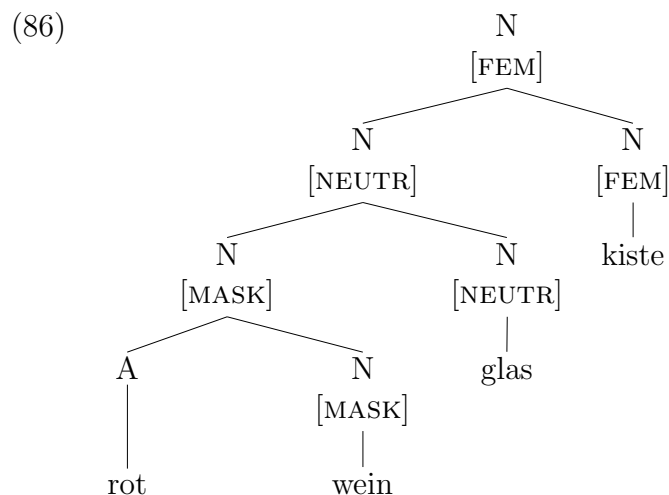 (86) N
[FEM]
N N
[NEUTR] [FEM]
N N kiste
[MASK] [NEUTR]
A N glas
[MASK]
rot wein